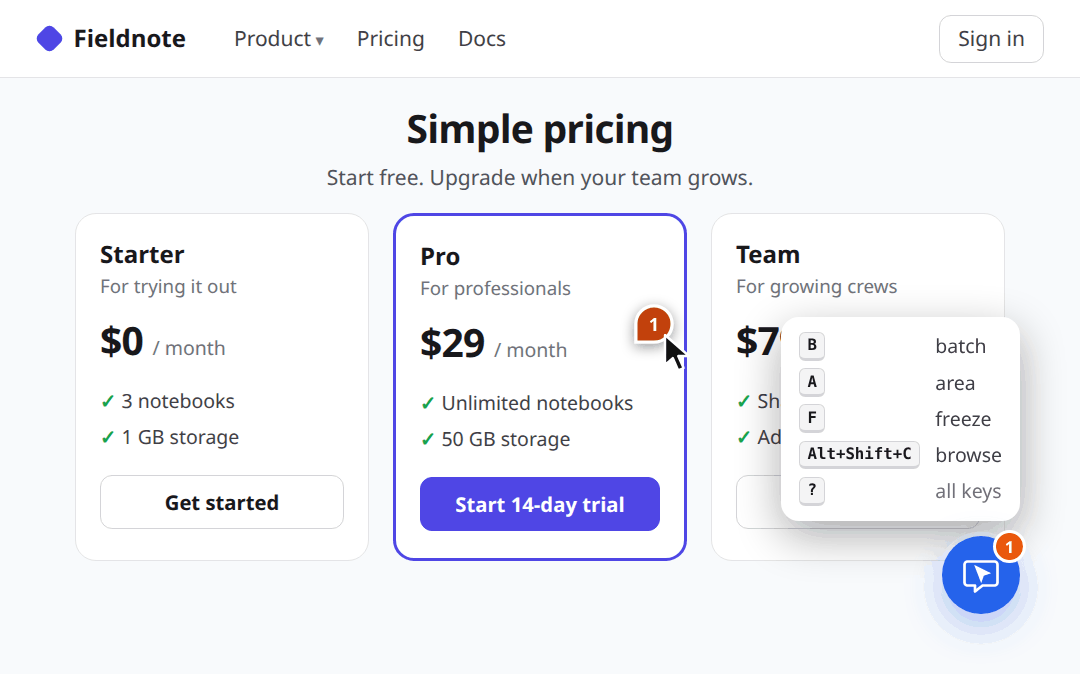 Fieldnote
Product ▾
Pricing
Docs
Sign in
Simple pricing
Start free. Upgrade when your team grows.
Starter
For trying it out
$0 / month
✓ 3 notebooks
✓ 1 GB storage
Get started
Pro
For professionals
1
$29 / month
✓ Unlimited notebooks
✓ 50 GB storage
Start 14-day trial
Team
For growing crews
B batch
A area
F freeze
Alt+Shift+C browse
? all keys
1